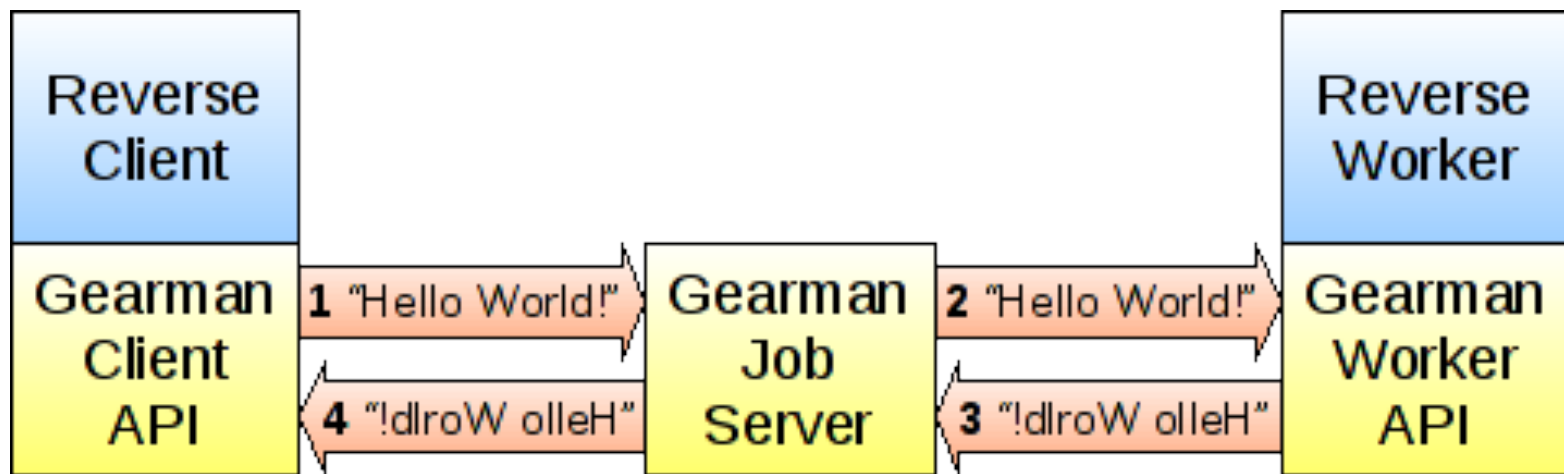 Reverse
Client
Reverse
Worker
Gearman
Client
API
1 “Hello World!”
4 “!dlroW olleH”
Gearman
Job
Server
2 “Hello World!”
3 “!dlroW olleH”
Gearman
Worker
API